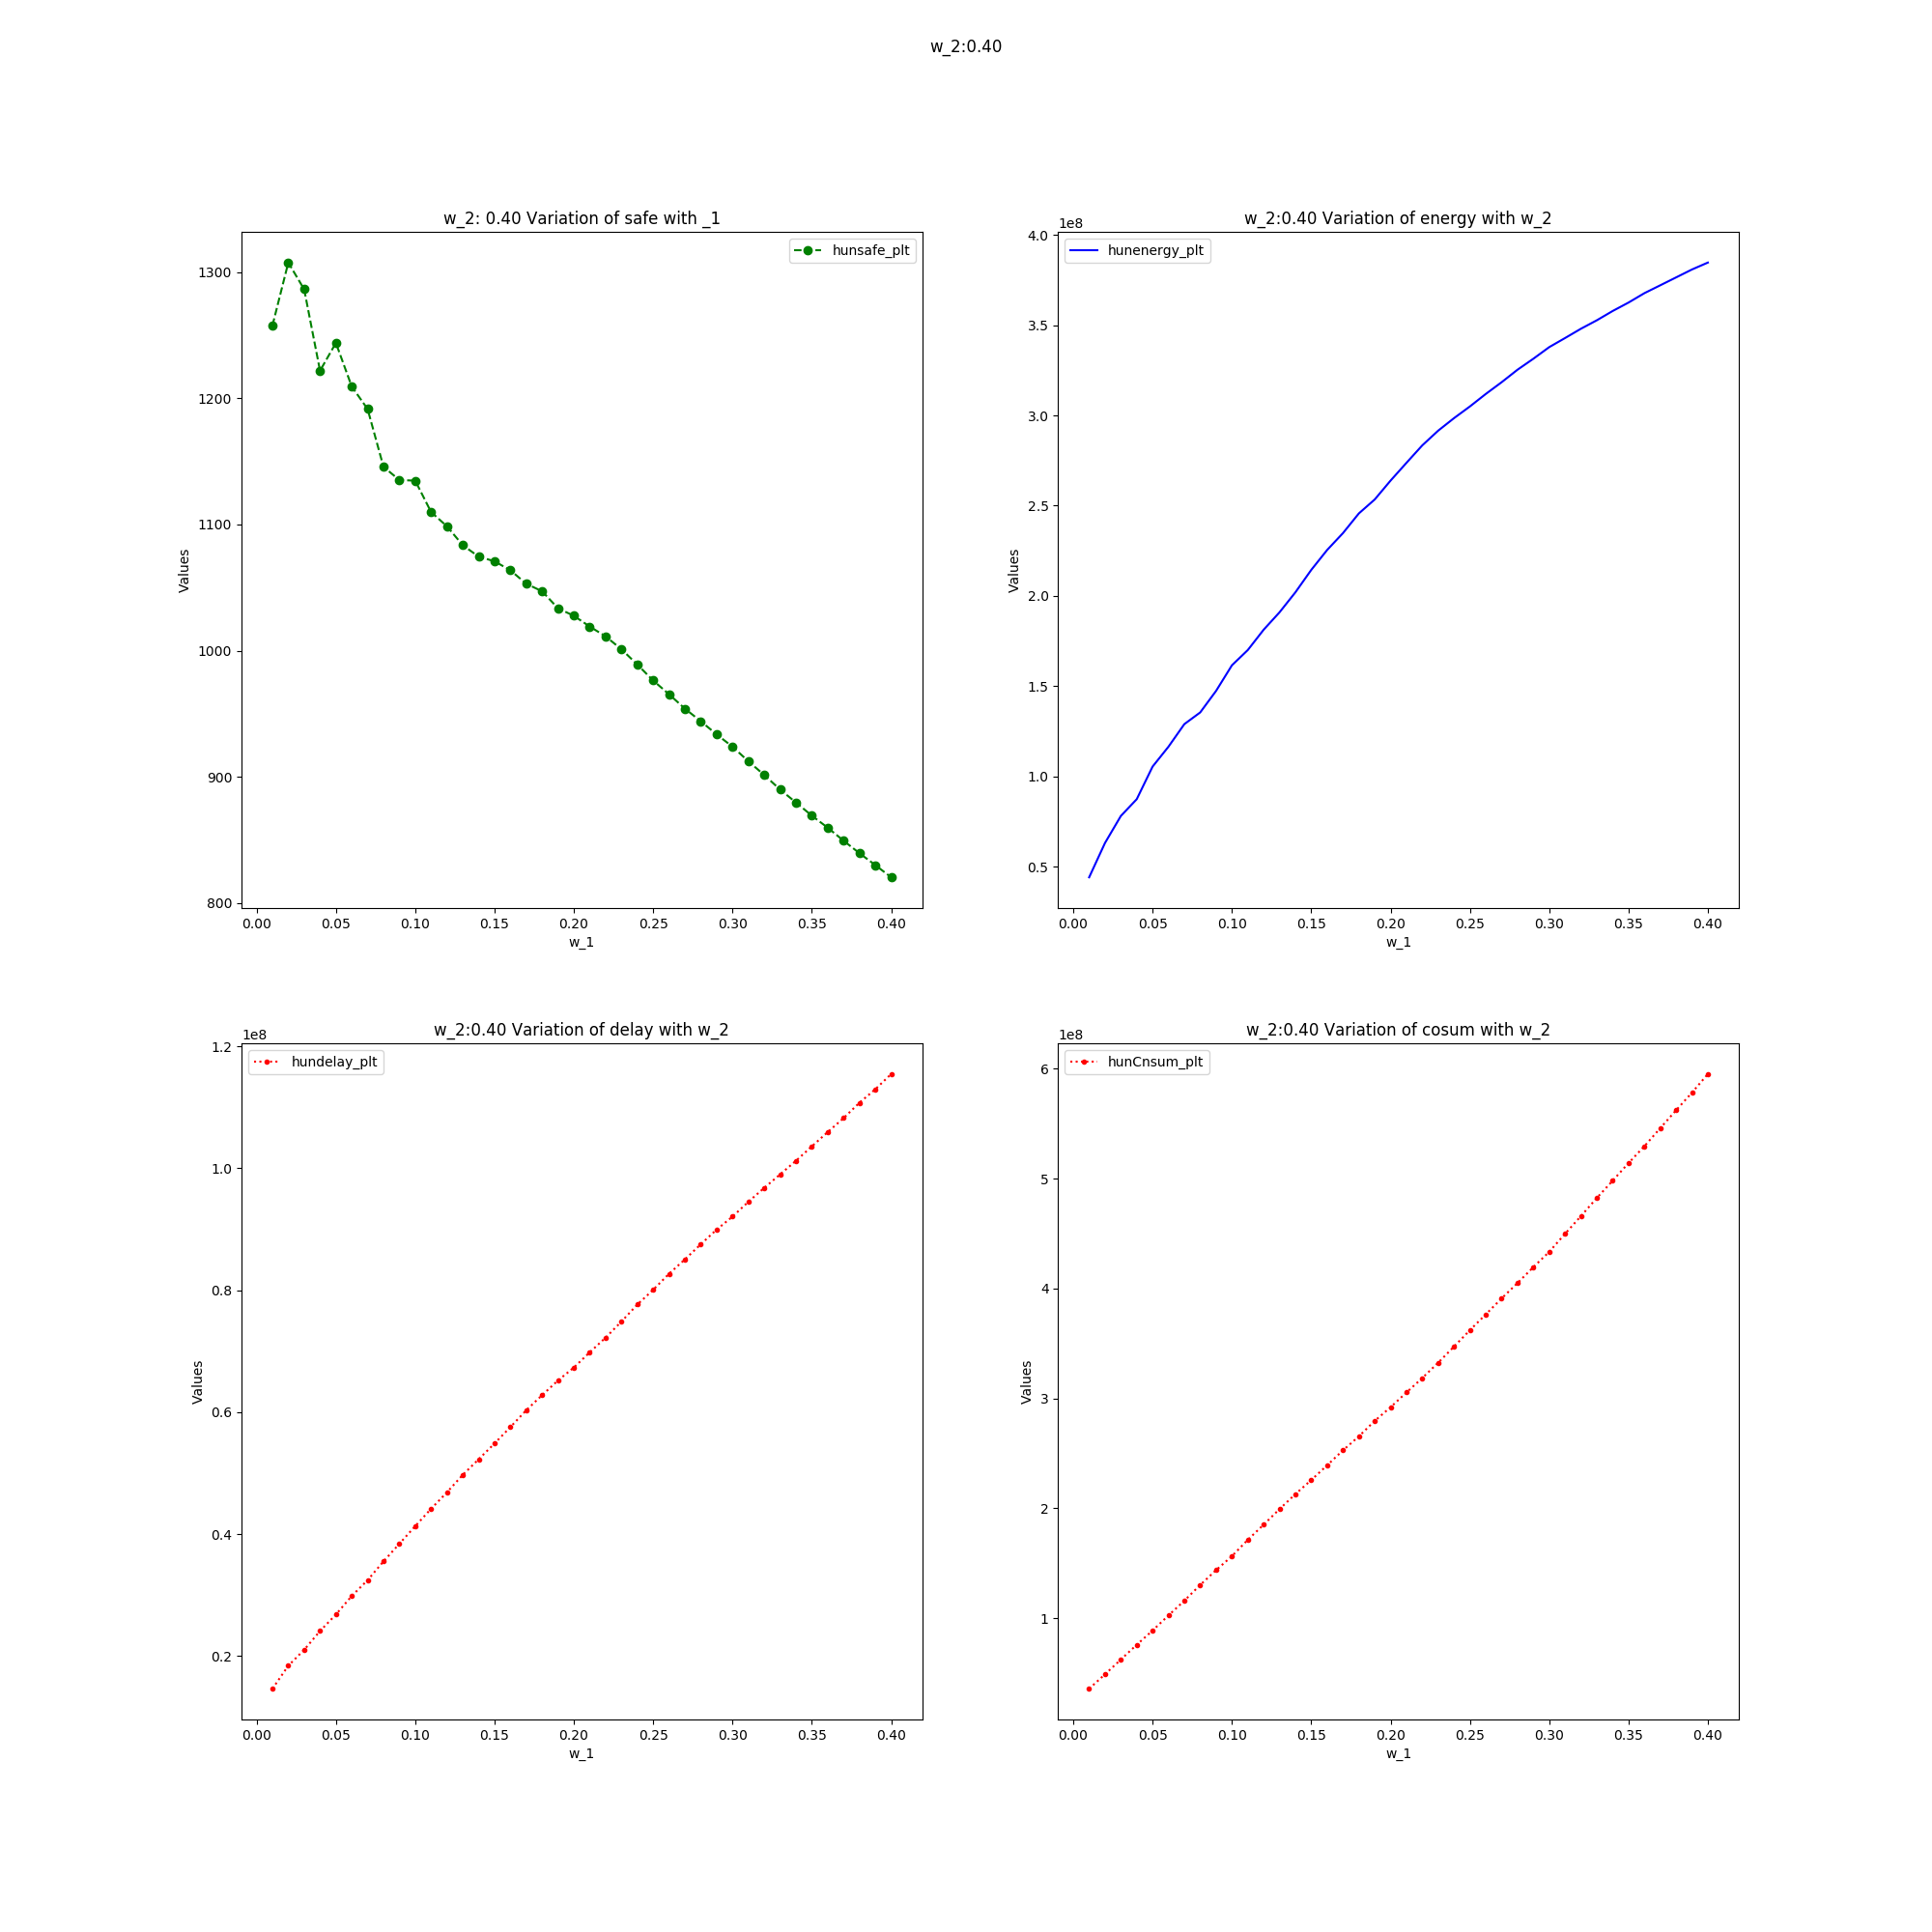 w_2:0.40
w_2: 0.40 Variation of safe with _1
hunsafe_plt
1300
1200
1100
1000
900
800
Values
0.00 0.05 0.10 0.15 0.20 0.25 0.30 0.35 0.40
w_1
w_2:0.40 Variation of energy with w_2
1e8
hunenergy_plt
4.0
3.5
3.0
2.5
2.0
1.5
1.0
0.5
Values
0.00 0.05 0.10 0.15 0.20 0.25 0.30 0.35 0.40
w_1
w_2:0.40 Variation of delay with w_2
1e8
hundelay_plt
1.2
1.0
0.8
0.6
0.4
0.2
Values
0.00 0.05 0.10 0.15 0.20 0.25 0.30 0.35 0.40
w_1
w_2:0.40 Variation of cosum with w_2
1e8
hunCnsum_plt
6
5
4
3
2
1
Values
0.00 0.05 0.10 0.15 0.20 0.25 0.30 0.35 0.40
w_1